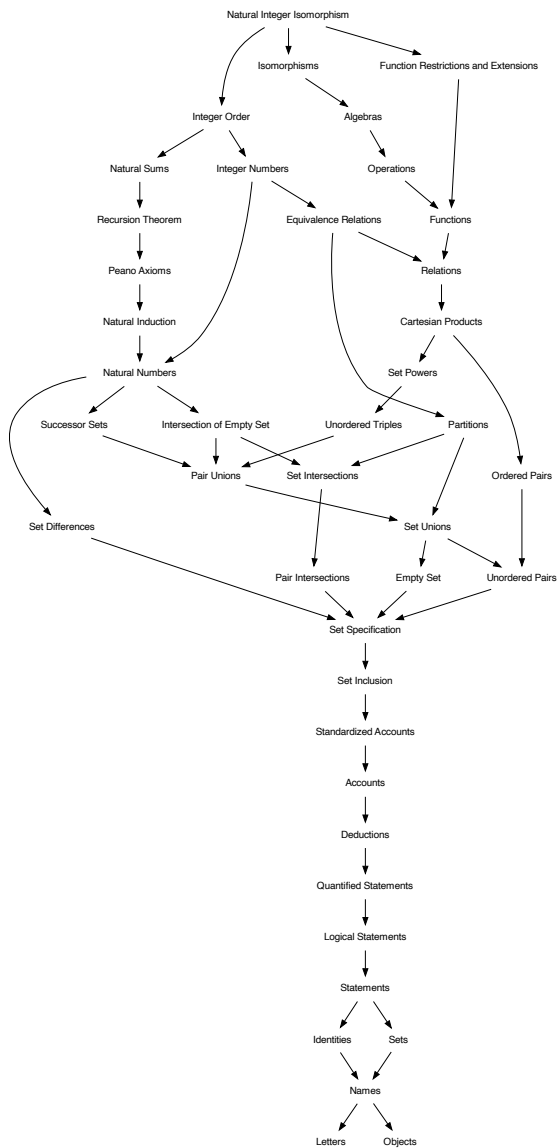 Natural Integer Isomorphism
Isomorphisms
Function Restrictions and Extensions
Integer Order
Algebras
Natural Sums
Integer Numbers
Operations
Recursion Theorem
Equivalence Relations
Functions
Peano Axioms
Relations
Natural Induction
Cartesian Products
Natural Numbers
Set Powers
Successor Sets
Intersection of Empty Set
Unordered Triples
Partitions
Pair Unions
Set Intersections
Ordered Pairs
Set Differences
Set Unions
Pair Intersections
Empty Set
Unordered Pairs
Set Specification
Set Inclusion
Standardized Accounts
Accounts
Deductions
Quantified Statements
Logical Statements
Statements
Identities
Sets
Names
Letters
Objects